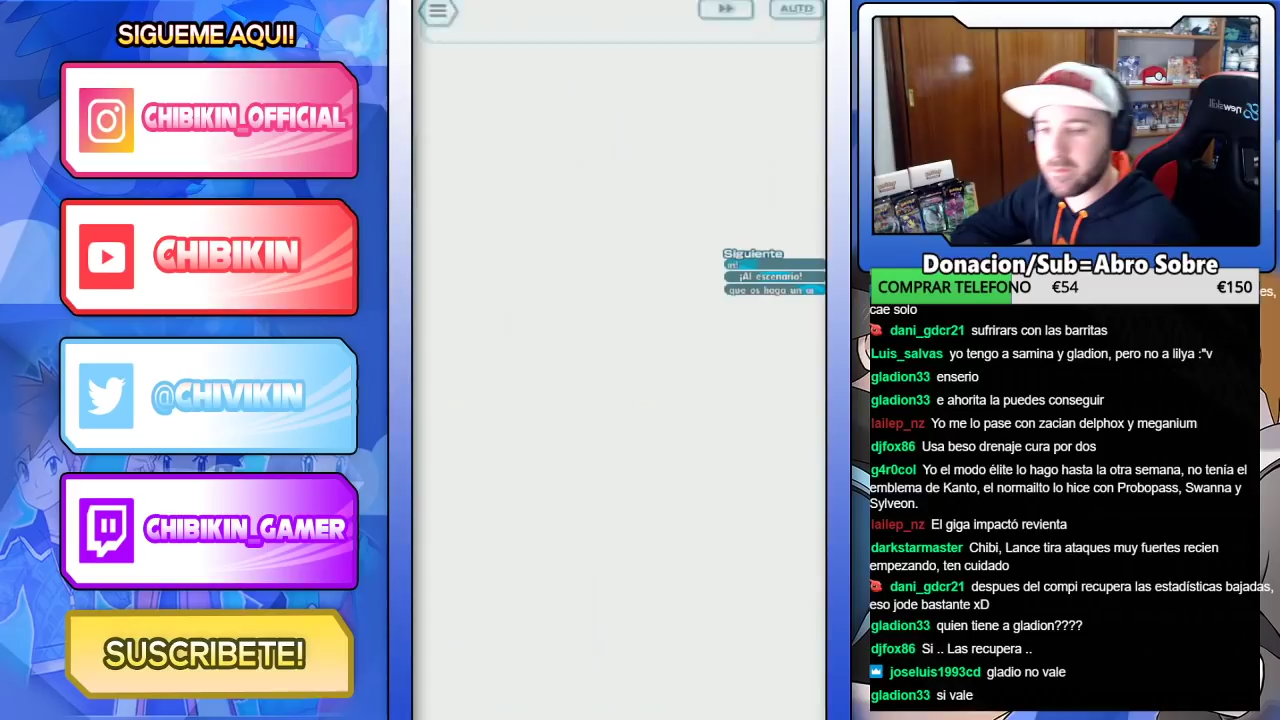 SIGUEME AQUI!
CHIBIKIN_OFFICIAL
CHIBIKIN
@CHIVIKIN
CHIBIKIN_GAMER
SUSCRIBETE!
AUTO
Siguiente
¡Al escenario!
que os haga un
newskill
Donacion/Sub=Abro Sobre
COMPRAR TELEFONO €54 €150
es,
cae solo
dani_gdcr21 sufrirars con las barritas
Luis_salvas yo tengo a samina y gladion, pero no a lilya :"v
gladion33 enserio
gladion33 e ahorita la puedes conseguir
lailep_nz Yo me lo pase con zacian delphox y meganium
djfox86 Usa beso drenaje cura por dos
g4r0col Yo el modo élite lo hago hasta la otra semana, no tenía el
emblema de Kanto, el normailto lo hice con Probopass, Swanna y
Sylveon.
lailep_nz El giga impactó revienta
darkstarmaster Chibi, Lance tira ataques muy fuertes recien
empezando, ten cuidado
dani_gdcr21 despues del compi recupera las estadísticas bajadas,
eso jode bastante xD
gladion33 quien tiene a gladion????
djfox86 Si .. Las recupera ..
joseluis1993cd gladio no vale
gladion33 si vale